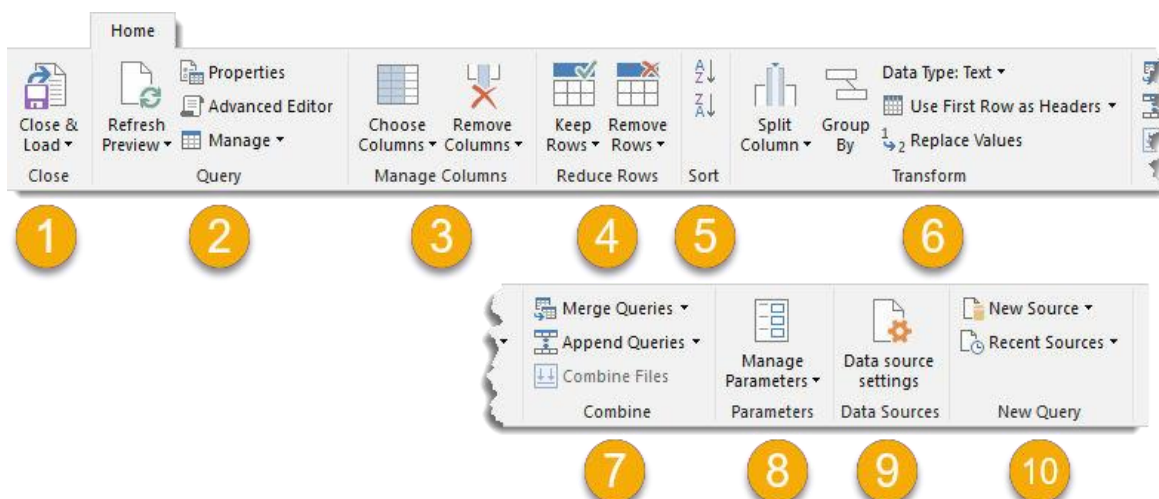 Home
Close &
Load
Close
1
Refresh
Preview
Properties
Advanced Editor
Manage
Query
2
Choose
Columns
Remove
Columns
Manage Columns
3
Keep
Rows
Remove
Rows
Reduce Rows
4
A
Z
Z
A
Sort
5
Split
Column
Group
By
Data Type: Text
Use First Row as Headers
1
2 Replace Values
Transform
6
Merge Queries
Append Queries
Combine Files
Combine
7
Manage
Parameters
Parameters
8
Data source
settings
Data Sources
9
New Source
Recent Sources
New Query
10